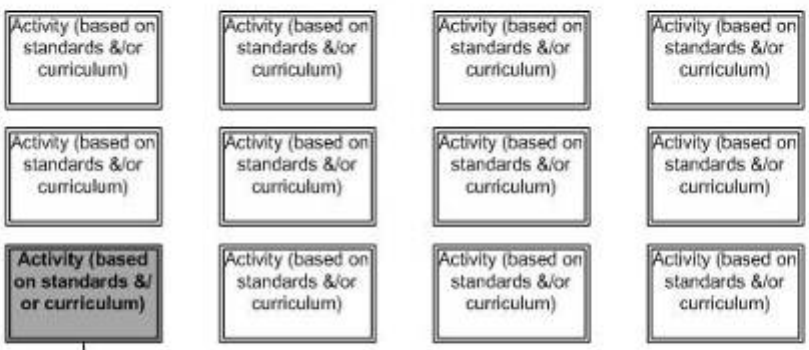 Activity (based on
standards &/or
curriculum)
Activity (based on
standards &/or
curriculum)
Activity (based on
standards &/or
curriculum)
Activity (based on
standards &/or
curriculum)
Activity (based on
standards &/or
curriculum)
Activity (based on
standards &/or
curriculum)
Activity (based on
standards &/or
curriculum)
Activity (based on
standards &/or
curriculum)
Activity (based
on standards &/
or curriculum)
Activity (based on
standards &/or
curriculum)
Activity (based on
standards &/or
curriculum)
Activity (based on
standards &/or
curriculum)